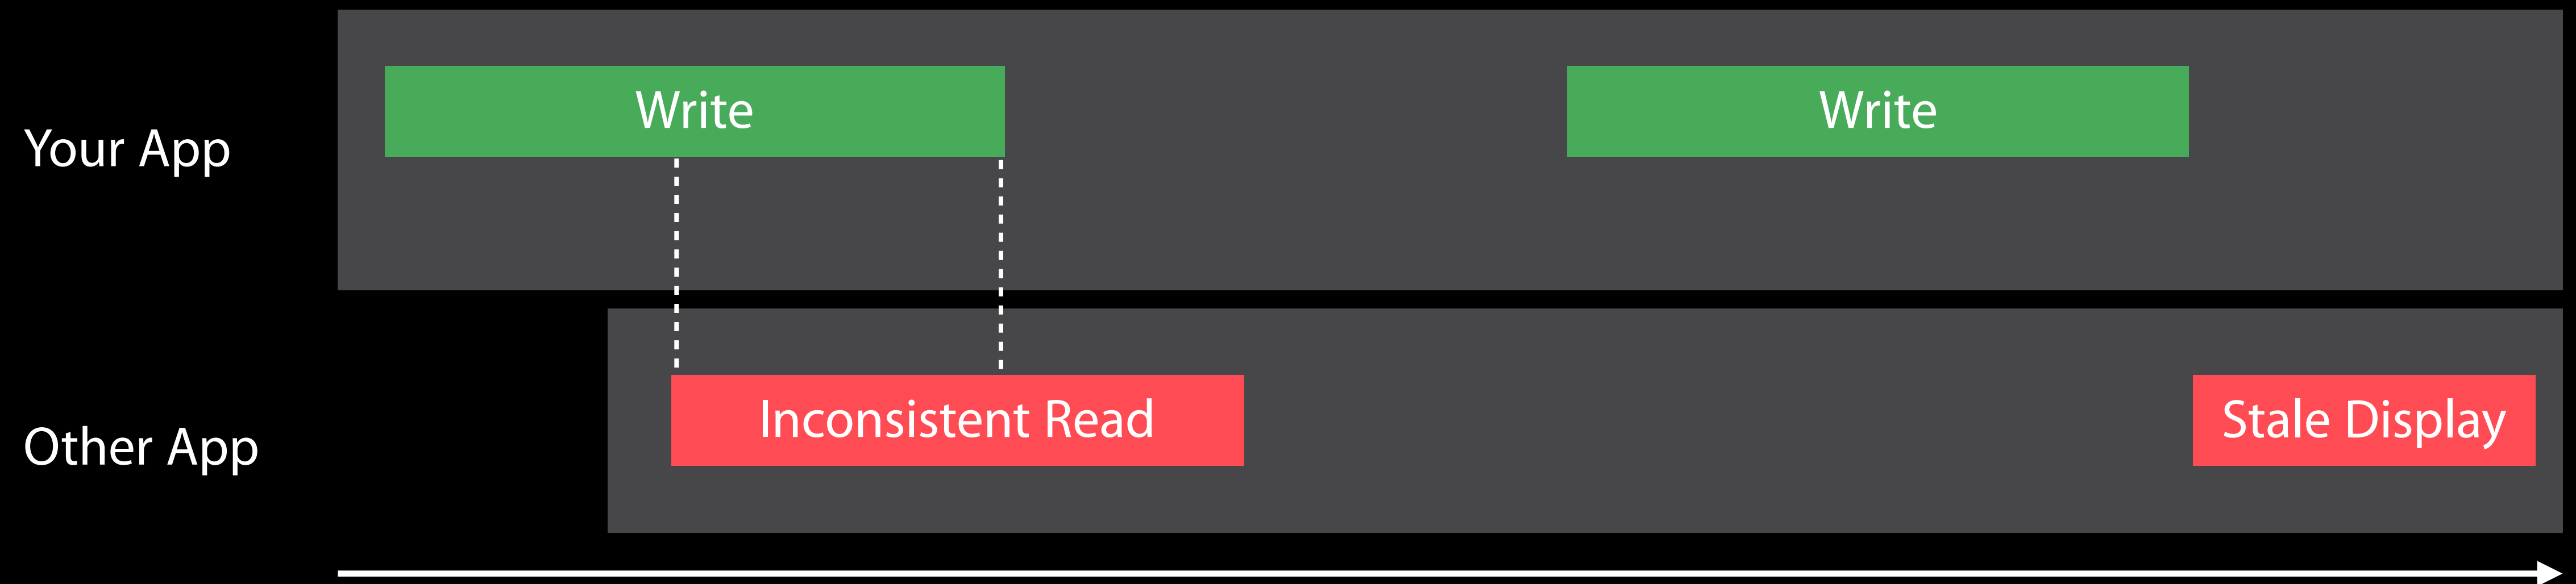 Your App
Write
Write
Other App
Inconsistent Read
Stale Display